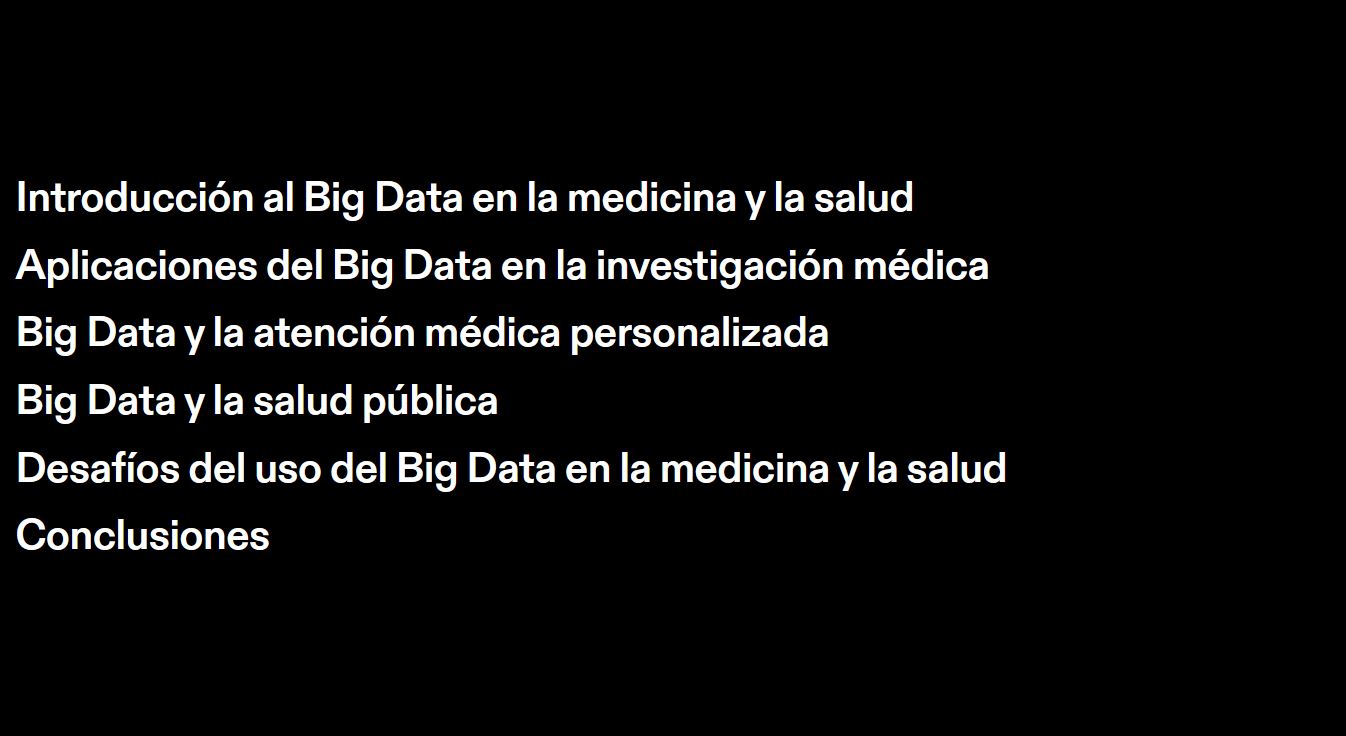 Introducción al Big Data en la medicina y la salud
Aplicaciones del Big Data en la investigación médica
Big Data y la atención médica personalizada
Big Data y la salud pública
Desafíos del uso del Big Data en la medicina y la salud
Conclusiones